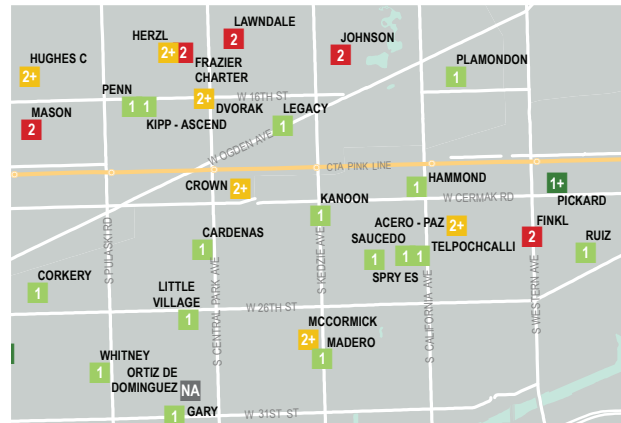 LAWNDALE
2
HERZL
2+ 2
JOHNSON
2
HUGHES C
2+
FRAZIER
CHARTER
2+
PLAMONDON
1
PENN
1 1
W 16TH ST
DVORAK
LEGACY
1
MASON
2
KIPP - ASCEND
W OGDEN AVE
CTA PINK LINE
CROWN 2+
HAMMOND
1
W CERMAK RD
1+
PICKARD
KANOON
1
ACERO - PAZ
2+
FINKL
2
S PULASKI RD
CARDENAS
1
S KEDZIE AVE
SAUCEDO
1
1 1
TELPOCHCALLI
RUIZ
1
SPRY ES
CORKERY
1
LITTLE
VILLAGE
1
S CENTRAL PARK AVE
W 26TH ST
S CALIFORNIA AVE
S WESTERN AVE
MCCORMICK
2+
MADERO
1
WHITNEY
1
ORTIZ DE
DOMINGUEZ
NA
GARY
1
W 31ST ST